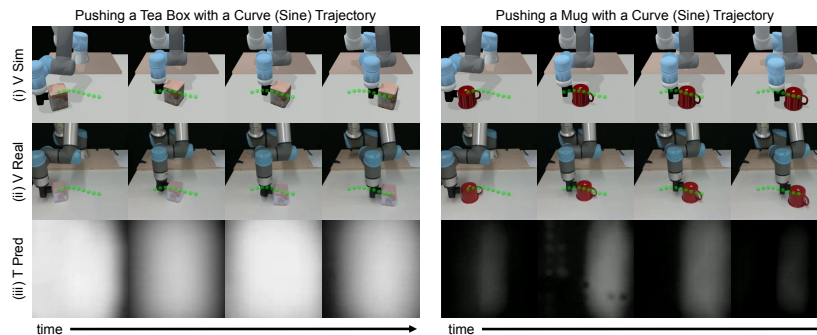 Pushing a Tea Box with a Curve (Sine) Trajectory
Pushing a Mug with a Curve (Sine) Trajectory
(i) V Sim
(ii) V Real
(iii) T Pred
time
time